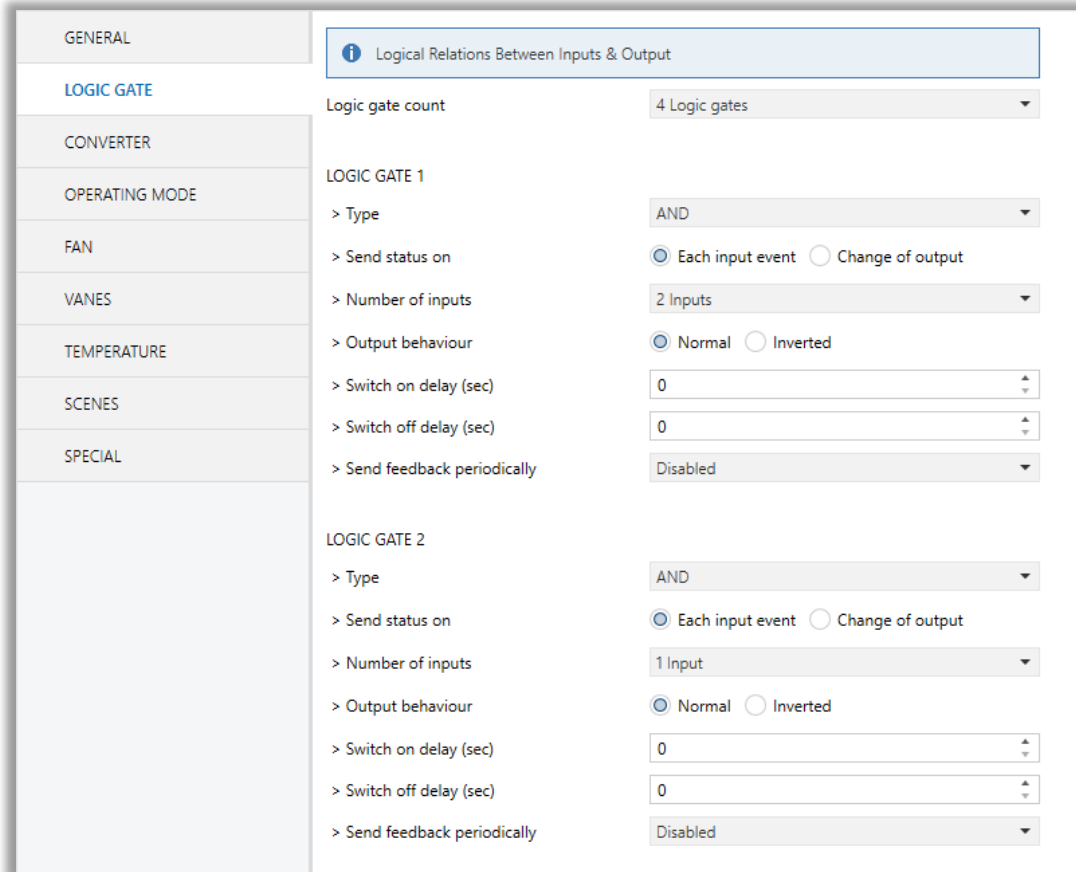 GENERAL
LOGIC GATE
CONVERTER
OPERATING MODE
FAN
VANES
TEMPERATURE
SCENES
SPECIAL
Logical Relations Between Inputs & Output
Logic gate count 4 Logic gates
LOGIC GATE 1
> Type AND
> Send status on Each input event Change of output
> Number of inputs 2 Inputs
> Output behaviour Normal Inverted
> Switch on delay (sec) 0
> Switch off delay (sec) 0
> Send feedback periodically Disabled
LOGIC GATE 2
> Type AND
> Send status on Each input event Change of output
> Number of inputs 1 Input
> Output behaviour Normal Inverted
> Switch on delay (sec) 0
> Switch off delay (sec) 0
> Send feedback periodically Disabled